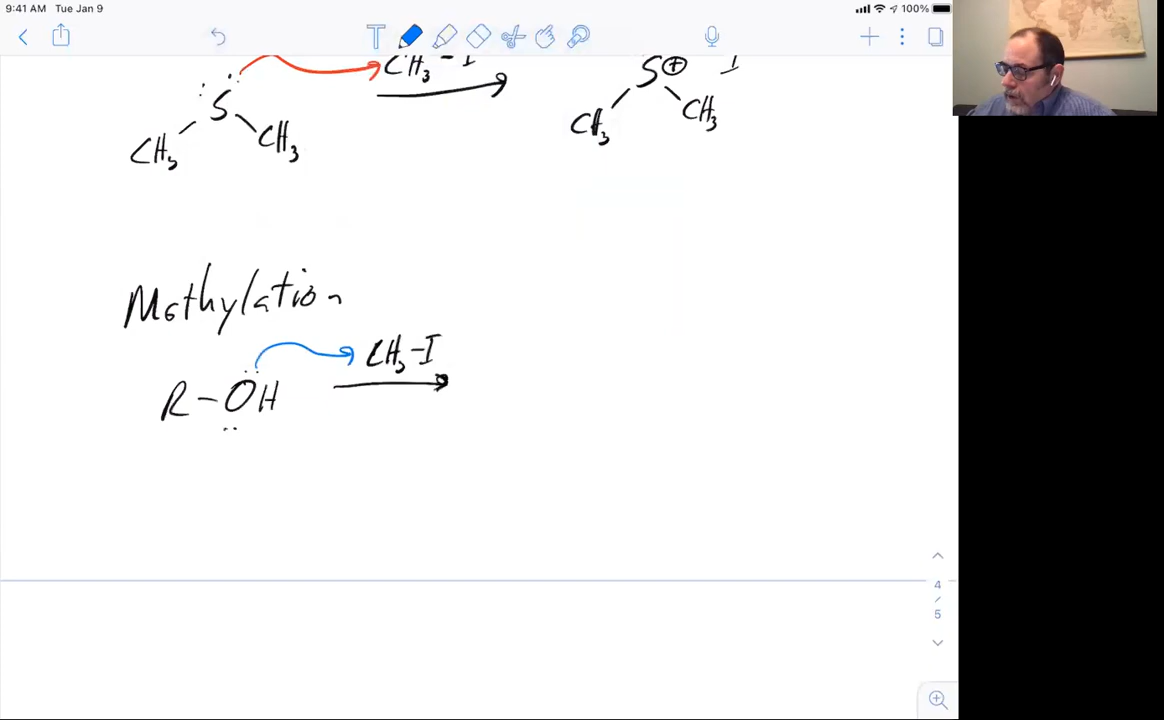 9:41 AM Tue Jan 9
100%
T
CH3 - I
S
CH3
CH3
S +
I
CH3
CH3
Methylation
CH3-I
R-OH
4
/
5